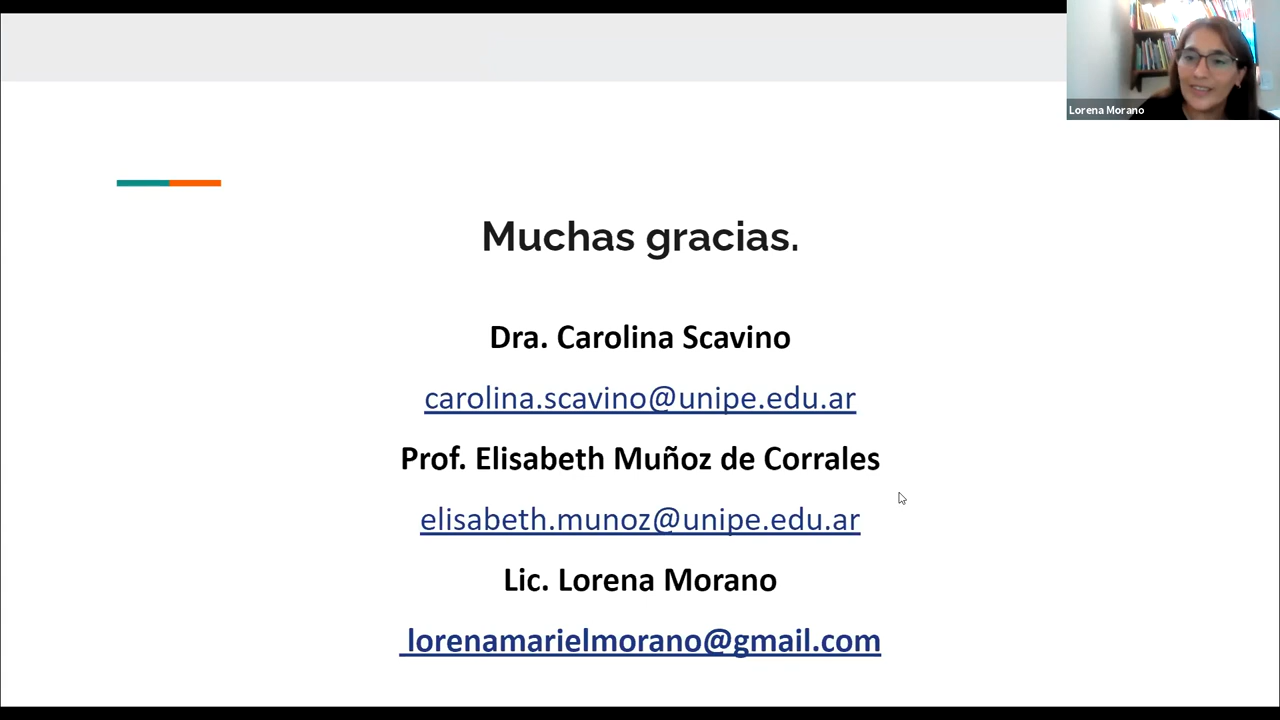 Lorena Morano
Muchas gracias.
Dra. Carolina Scavino
carolina.scavino@unipe.edu.ar
Prof. Elisabeth Muñoz de Corrales
elisabeth.munoz@unipe.edu.ar
Lic. Lorena Morano
lorenamarielmorano@gmail.com